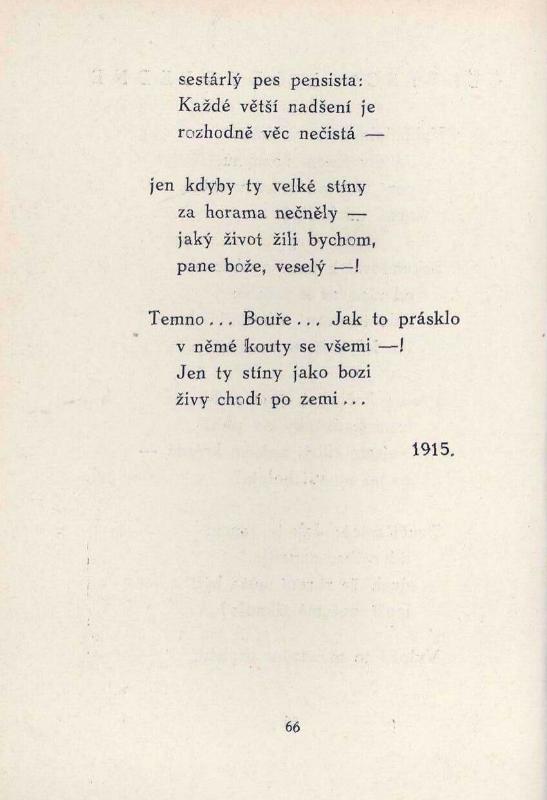 sestárlý pes pensista:
Každé větší nadšení je
rozhodně věc nečistá —
jen kdyby ty velké stíny
za horama nečněly —
jaký život žili bychom,
pane bože, veselý —!
Temno... Bouře... Jak to prásklo
v němé kouty se všemi —!
Jen ty stíny jako bozi
živy chodí po zemi...
1915.
66